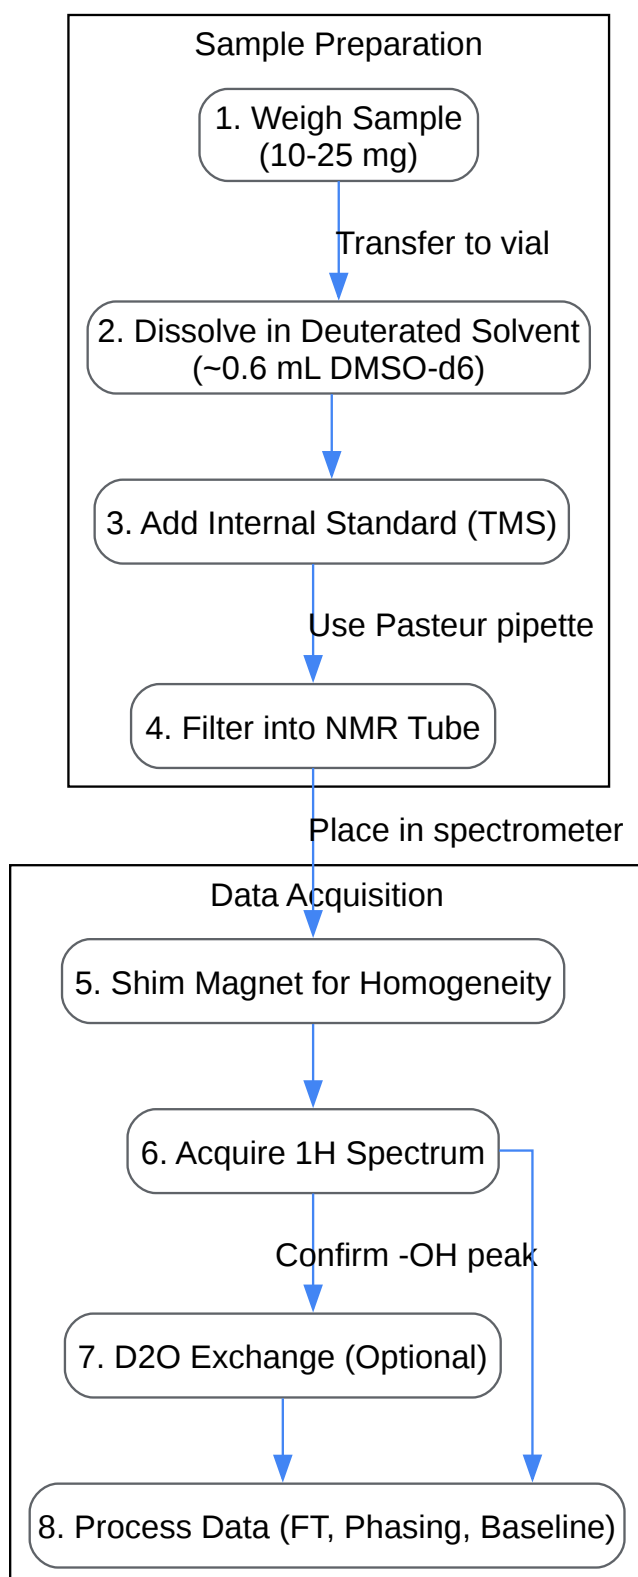 Sample Preparation
1. Weigh Sample
(10-25 mg)
Transfer to vial
2. Dissolve in Deuterated Solvent
(~0.6 mL DMSO-d6)
3. Add Internal Standard (TMS)
Use Pasteur pipette
4. Filter into NMR Tube
Place in spectrometer
Data Acquisition
5. Shim Magnet for Homogeneity
6. Acquire 1H Spectrum
Confirm -OH peak
7. D2O Exchange (Optional)
8. Process Data (FT, Phasing, Baseline)